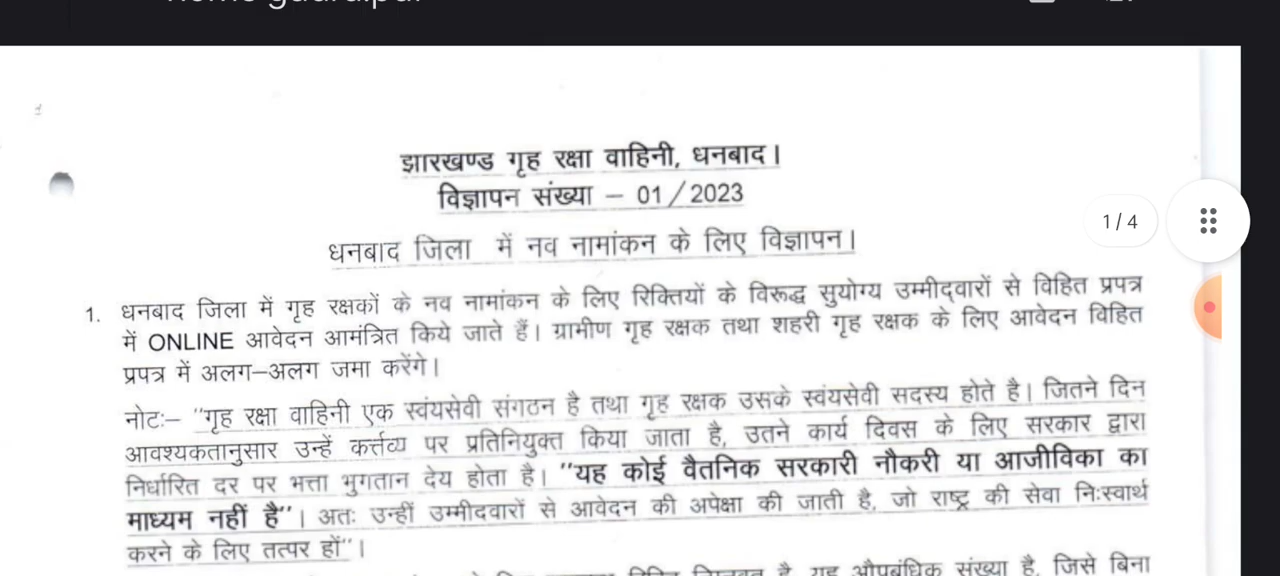 झारखण्ड गृह रक्षा वाहिनी, धनबाद।
विज्ञापन संख्या – 01/2023
धनबाद जिला में नव नामांकन के लिए विज्ञापन।
1/4
1. धनबाद जिला में गृह रक्षकों के नव नामांकन के लिए रिक्तियों के विरूद्ध सुयोग्य उम्मीदवारों से विहित प्रपत्र
में ONLINE आवेदन आमंत्रित किये जाते हैं। ग्रामीण गृह रक्षक तथा शहरी गृह रक्षक के लिए आवेदन विहित
प्रपत्र में अलग–अलग जमा करेंगे।
नोटः– "गृह रक्षा वाहिनी एक स्वंयसेवी संगठन है तथा गृह रक्षक उसके स्वंयसेवी सदस्य होते है। जितने दिन
आवश्यकतानुसार उन्हें कर्त्तव्य पर प्रतिनियुक्त किया जाता है, उतने कार्य दिवस के लिए सरकार द्वारा
निर्धारित दर पर भत्ता भुगतान देय होता है। "यह कोई वैतनिक सरकारी नौकरी या आजीविका का
माध्यम नहीं है"। अतः उन्हीं उम्मीदवारों से आवेदन की अपेक्षा की जाती है, जो राष्ट्र की सेवा निःस्वार्थ
करने के लिए तत्पर हों"।
है, यह औपबंधिक संख्या है, जिसे बिना